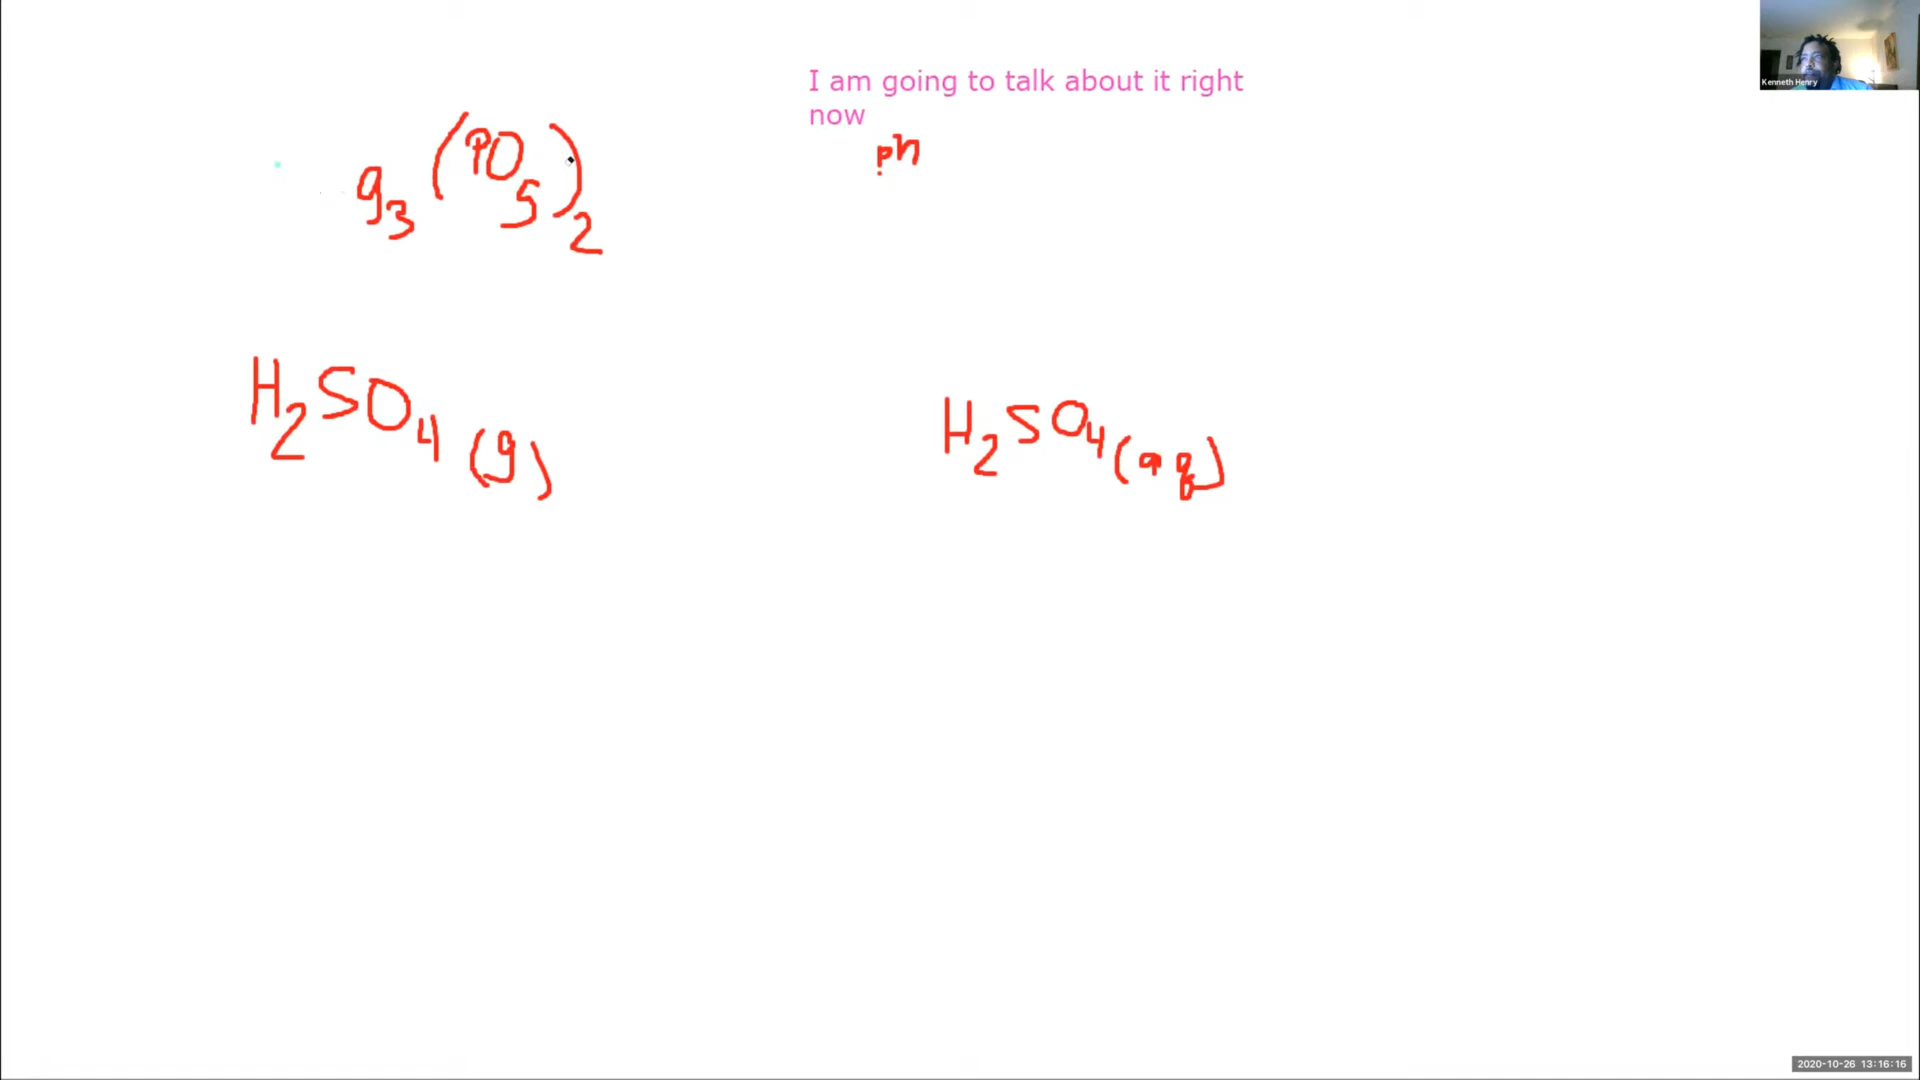 I am going to talk about it right
now
ph
g₃(PO₅)₂
H₂SO₄(g)
H₂SO₄(aq)
Kenneth Henry
2020-10-26 13:16:16